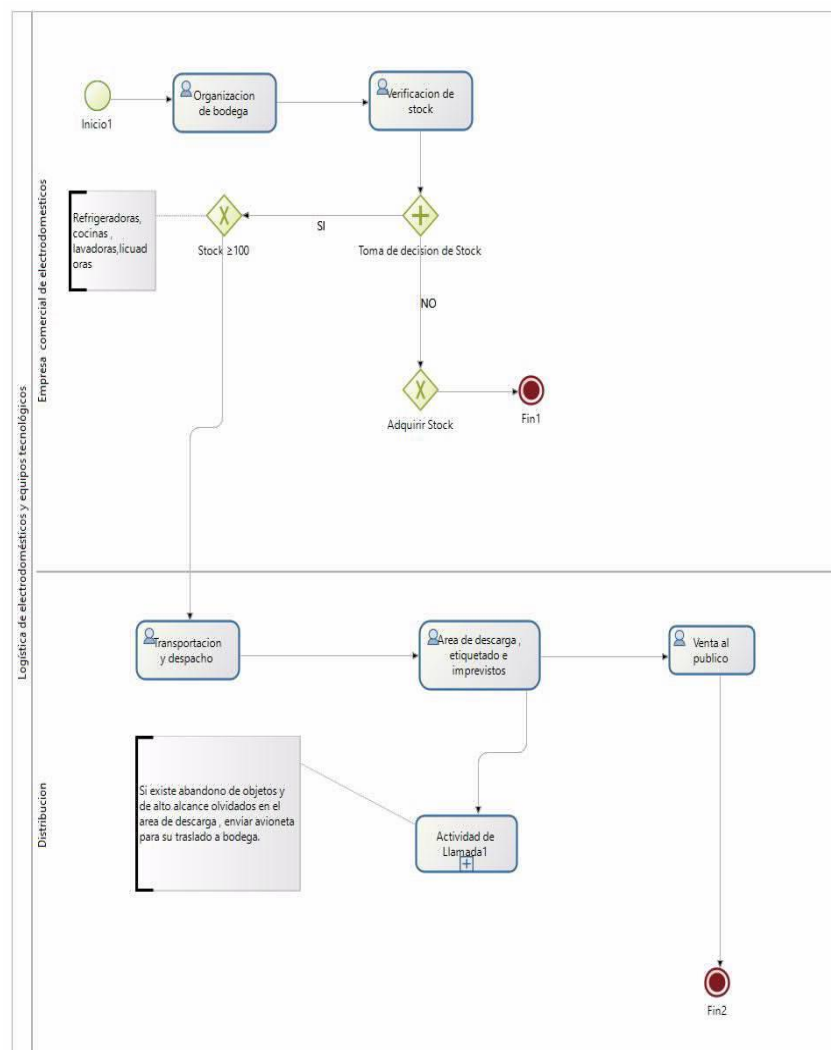 Logística de electrodomésticos y equipos tecnológicos
Empresa comercial de electrodomesticos
Inicio1
Organizacion
de bodega
Verificacion de
stock
Refrigeradoras,
cocinas ,
lavadoras,licuad
oras
Stock ≥100
SI
Toma de decision de Stock
NO
Adquirir Stock
Fin1
Distribucion
Transportacion
y despacho
Area de descarga ,
etiquetado e
imprevistos
Venta al
publico
Si existe abandono de objetos y
de alto alcance olvidados en el
area de descarga , enviar avioneta
para su traslado a bodega.
Actividad de
Llamada1
Fin2